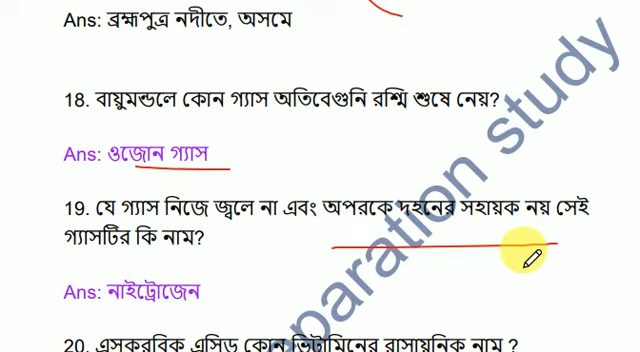 Ans: ব্রহ্মপুত্র নদীতে, অসমে
18. বায়ুমন্ডলে কোন গ্যাস অতিবেগুনি রশ্মি শুষে নেয়?
Ans: ওজোন গ্যাস
19. যে গ্যাস নিজে জ্বলে না এবং অপরকে দহনের সহায়ক নয় সেই
গ্যাসটির কি নাম?
Ans: নাইট্রোজেন
20. এসকরবিক এসিড কোন ভিটামিনের রাসায়নিক নাম ?
paration study